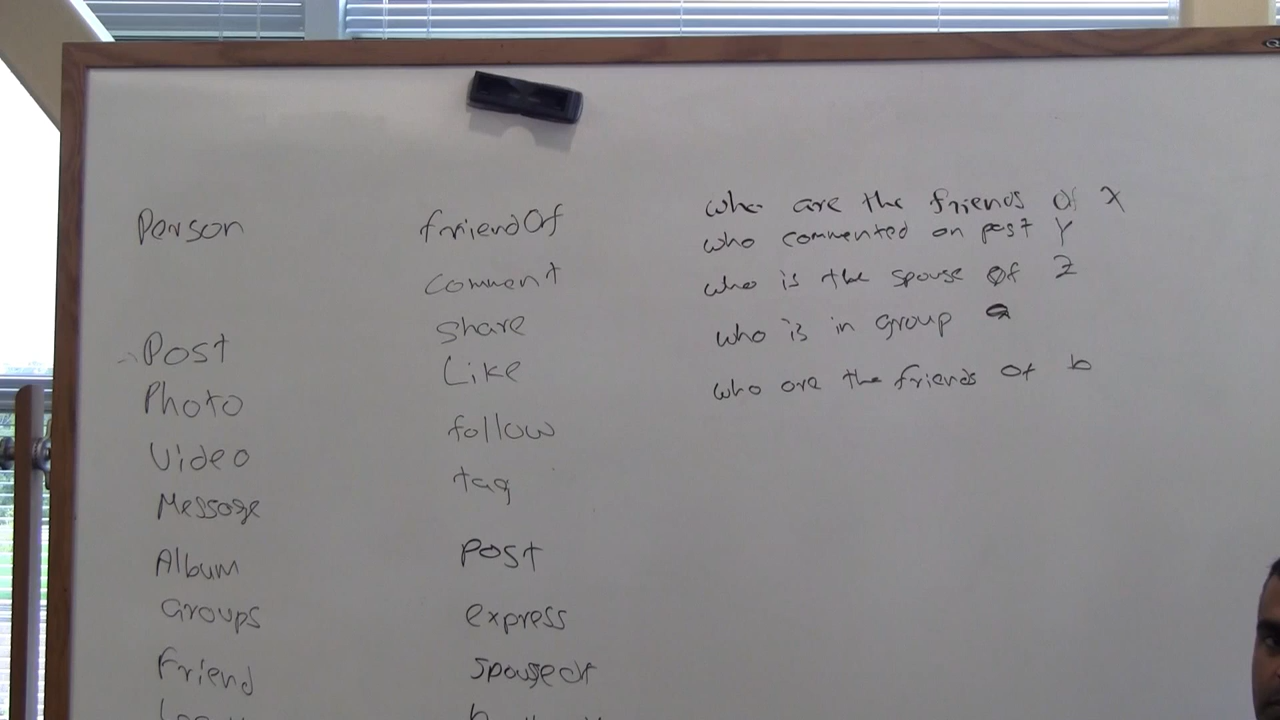 Person
Post
Photo
Video
Message
Album
Groups
Friend
friendOf
comment
share
Like
follow
tag
post
express
spouseOf
who are the friends of X
who commented on post Y
who is the spouse of Z
who is in group a
who are the friends of b